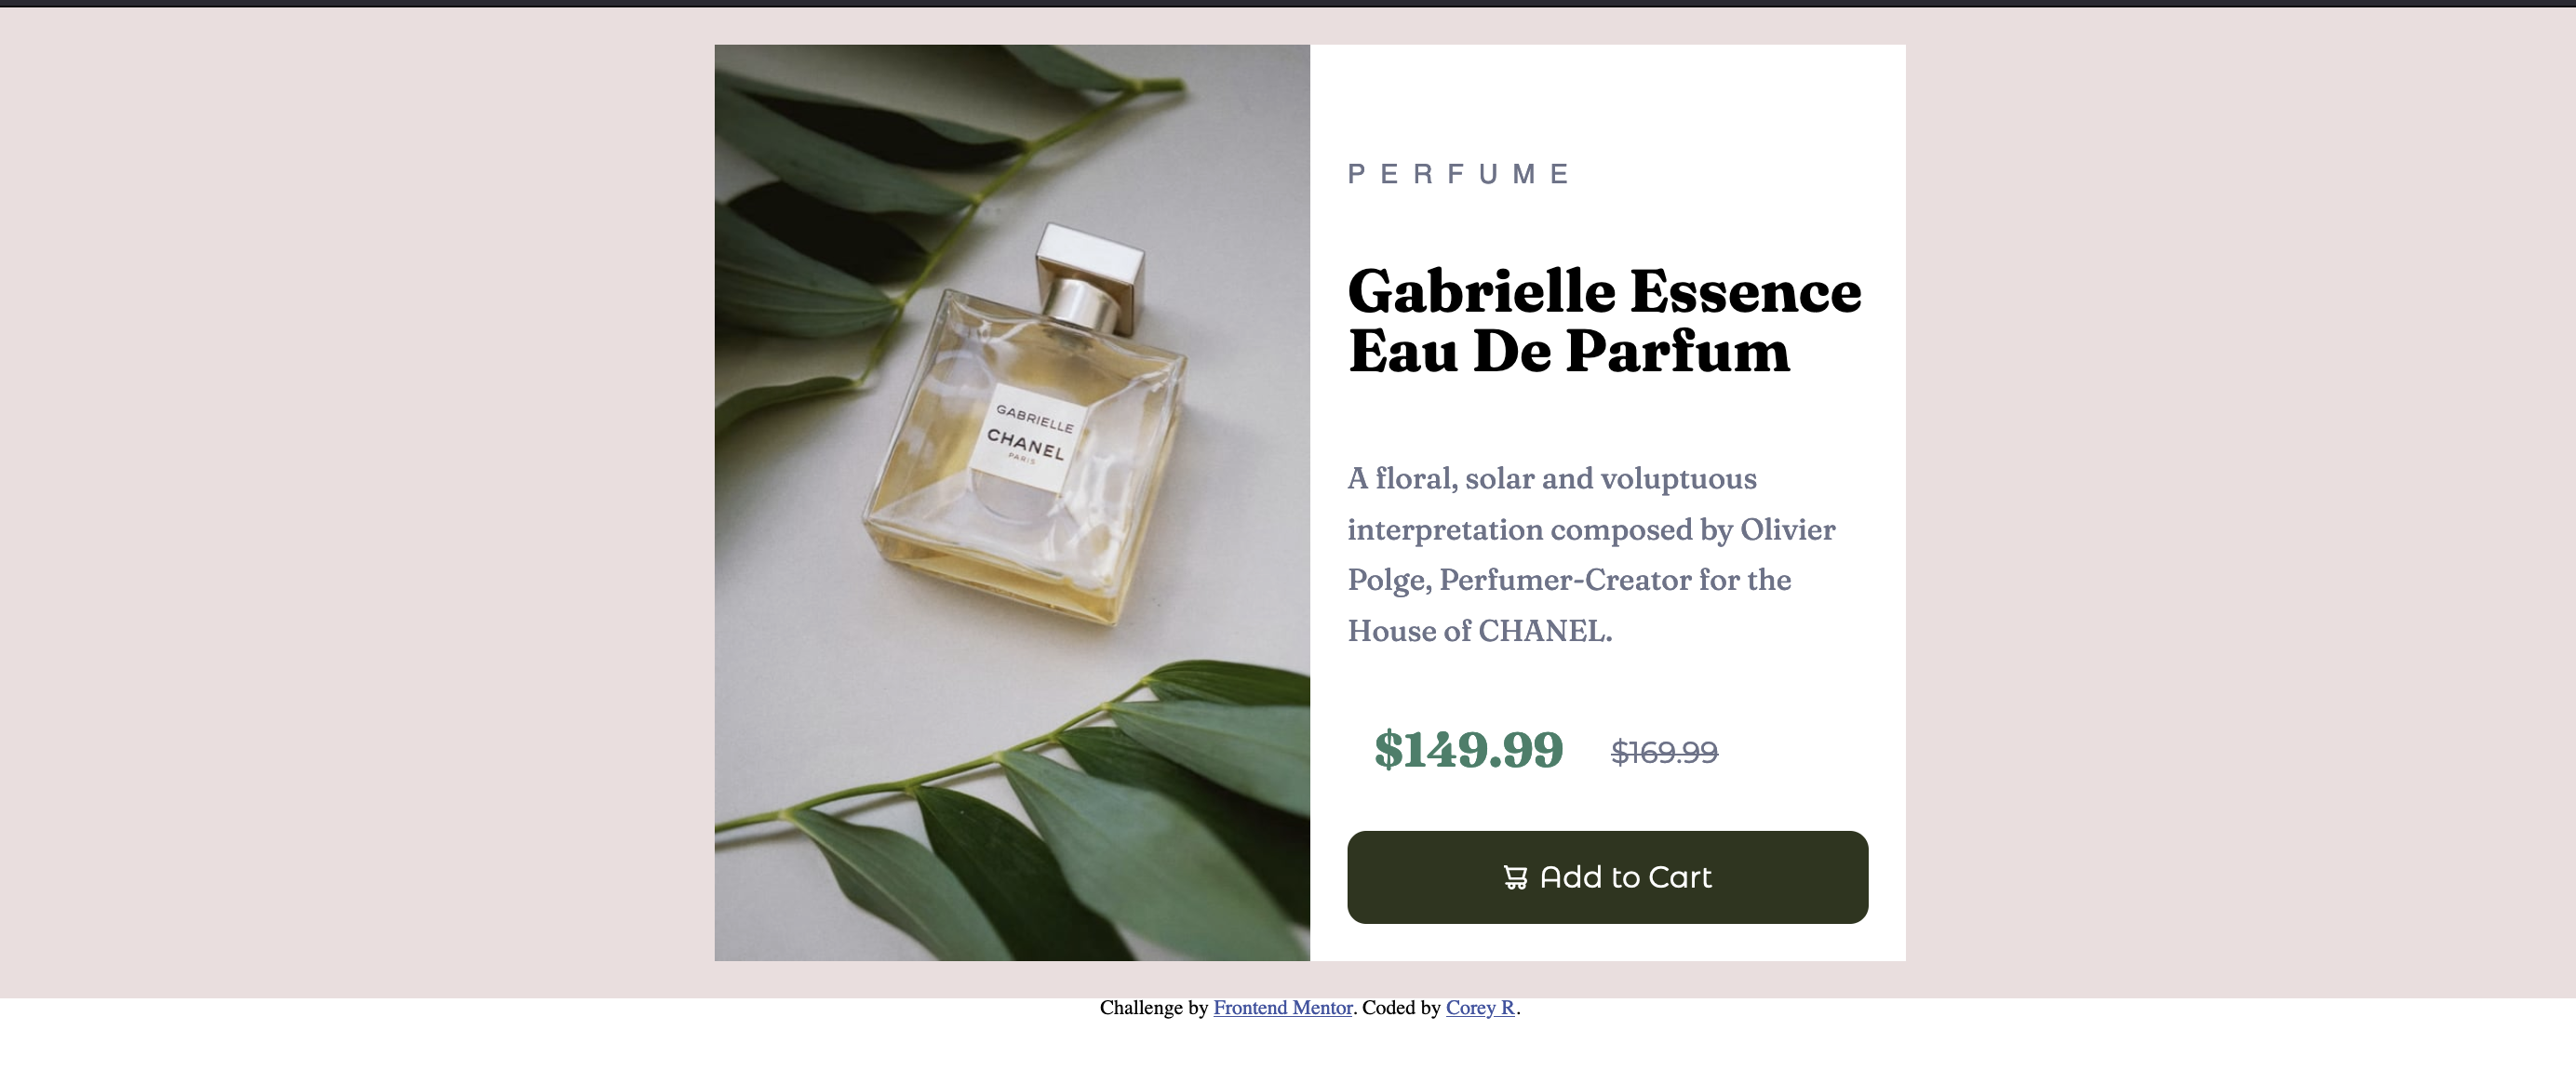 GABRIELLE
CHANEL
PARIS
PERFUME
Gabrielle Essence
Eau De Parfum
A floral, solar and voluptuous
interpretation composed by Olivier
Polge, Perfumer-Creator for the
House of CHANEL.
$149.99 $169.99
Add to Cart
Challenge by Frontend Mentor. Coded by Corey R.